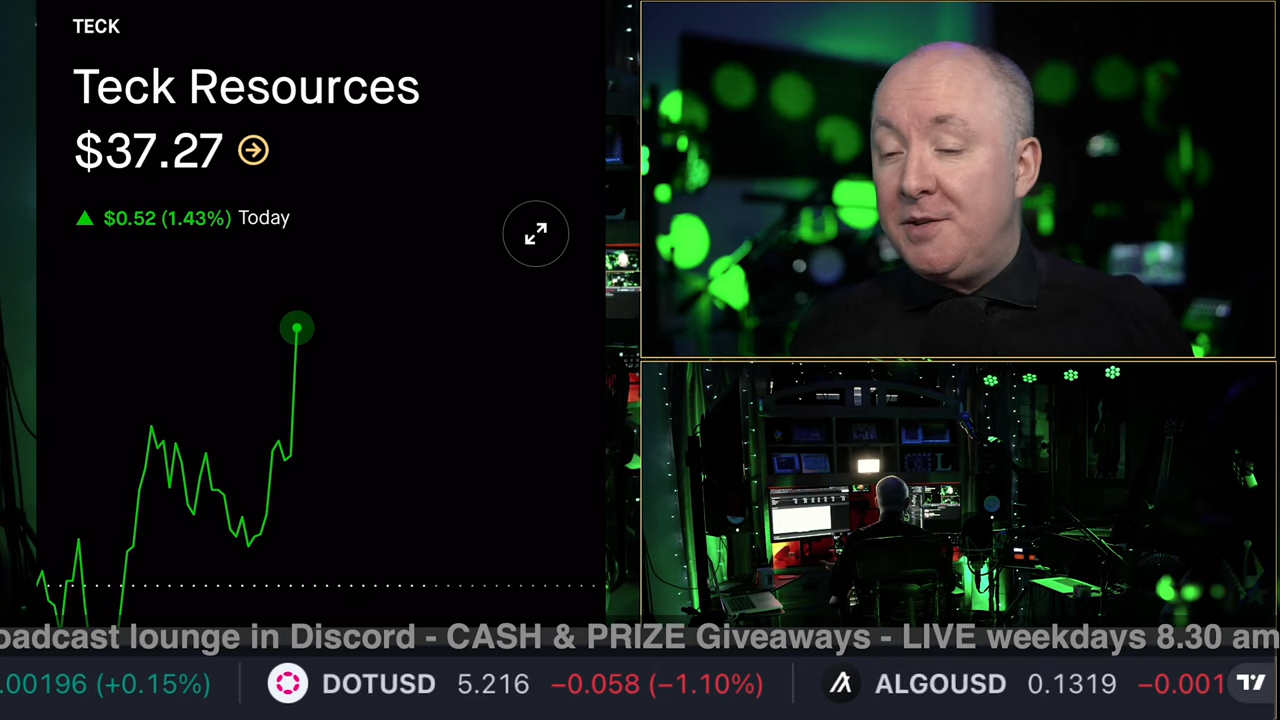 TECK
Teck Resources
$37.27
$0.52 (1.43%) Today
oadcast lounge in Discord - CASH & PRIZE Giveaways - LIVE weekdays 8.30 am
.00196 (+0.15%) DOTUSD 5.216 −0.058 (−1.10%) ALGOUSD 0.1319 −0.001